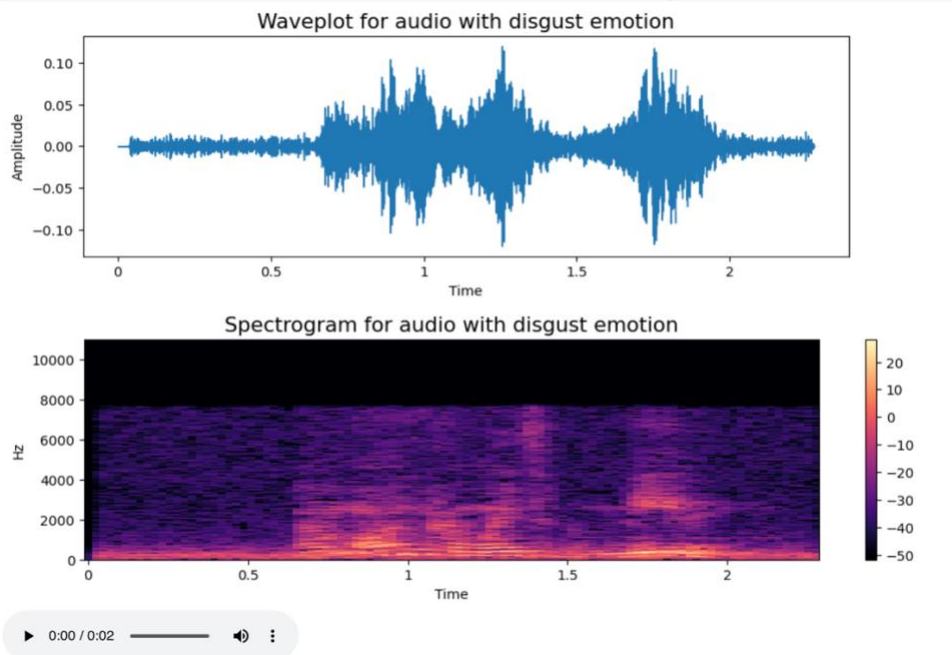 Waveplot for audio with disgust emotion
0.10
0.05
0.00
−0.05
−0.10
Amplitude
0 0.5 1 1.5 2
Time
Spectrogram for audio with disgust emotion
10000
8000
6000
4000
2000
0
Hz
0 0.5 1 1.5 2
Time
20
10
0
−10
−20
−30
−40
−50
0:00 / 0:02